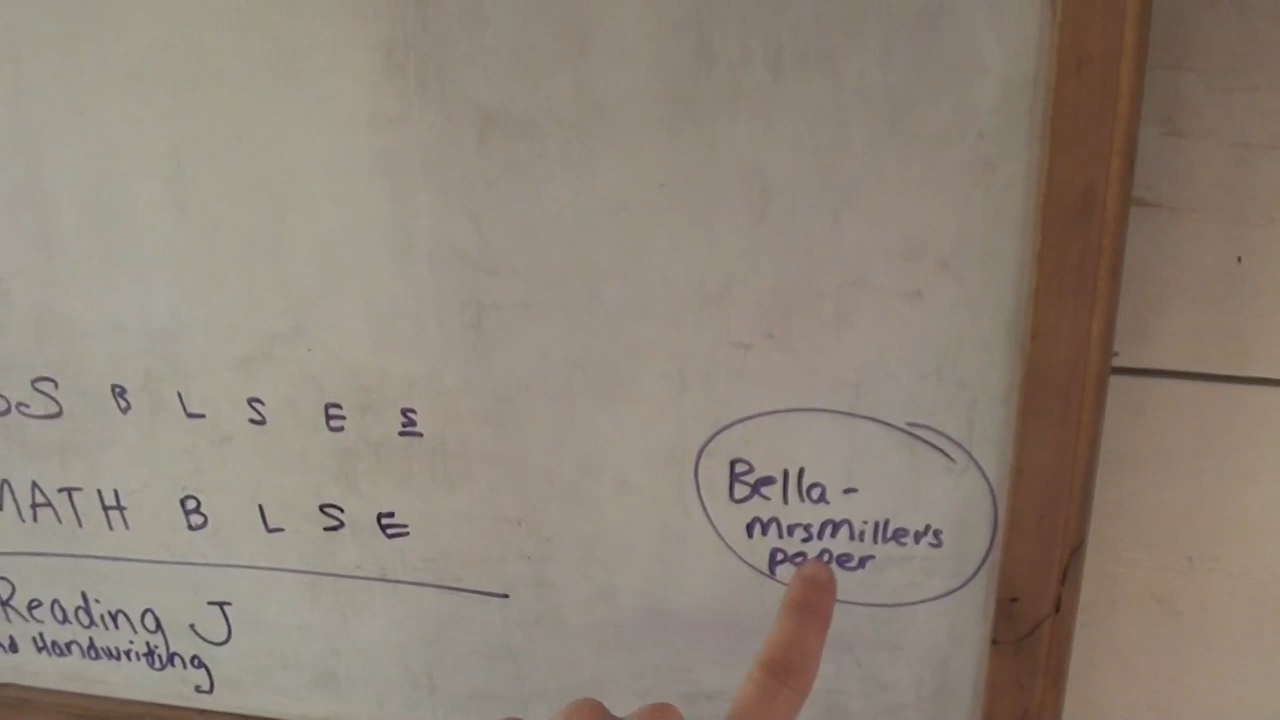 S B L S E S
MATH B L S E
Reading J
Handwriting
Bella -
Mrs Miller's
paper